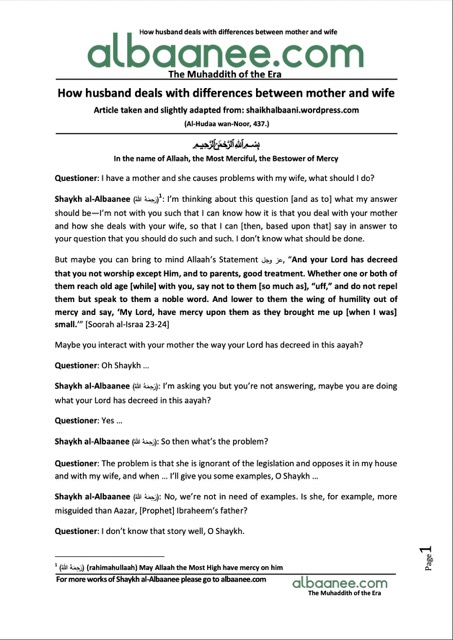 How husband deals with differences between mother and wife
albaanee.com
The Muhaddith of the Era
How husband deals with differences between mother and wife
Article taken and slightly adapted from: shaikhalbaani.wordpress.com
(Al-Hudaa wan-Noor, 437.)
بِسْمِ اللهِ الرَّحْمَنِ الرَّحِيمِ
In the name of Allaah, the Most Merciful, the Bestower of Mercy
Questioner: I have a mother and she causes problems with my wife, what should I do?
Shaykh al-Albaanee (رَحِمَهُ اللهُ)1: I’m thinking about this question [and as to] what my answer
should be—I’m not with you such that I can know how it is that you deal with your mother
and how she deals with your wife, so that I can [then, based upon that] say in answer to
your question that you should do such and such. I don’t know what should be done.
But maybe you can bring to mind Allaah’s Statement عز وجل, “And your Lord has decreed
that you not worship except Him, and to parents, good treatment. Whether one or both of
them reach old age [while] with you, say not to them [so much as], “uff,” and do not repel
them but speak to them a noble word. And lower to them the wing of humility out of
mercy and say, ‘My Lord, have mercy upon them as they brought me up [when I was]
small.’” [Soorah al-Israa 23-24]
Maybe you interact with your mother the way your Lord has decreed in this aayah?
Questioner: Oh Shaykh …
Shaykh al-Albaanee (رَحِمَهُ اللهُ): I’m asking you but you’re not answering, maybe you are doing
what your Lord has decreed in this aayah?
Questioner: Yes …
Shaykh al-Albaanee (رَحِمَهُ اللهُ): So then what’s the problem?
Questioner: The problem is that she is ignorant of the legislation and opposes it in my house
and with my wife, and when … I’ll give you some examples, O Shaykh …
Shaykh al-Albaanee (رَحِمَهُ اللهُ): No, we’re not in need of examples. Is she, for example, more
misguided than Aazar, [Prophet] Ibraheem’s father?
Questioner: I don’t know that story well, O Shaykh.
1 (رَحِمَهُ اللهُ) (rahimahullaah) May Allaah the Most High have mercy on him
For more works of Shaykh al-Albaanee please go to albaanee.com
albaanee.com
The Muhaddith of the Era
Page1